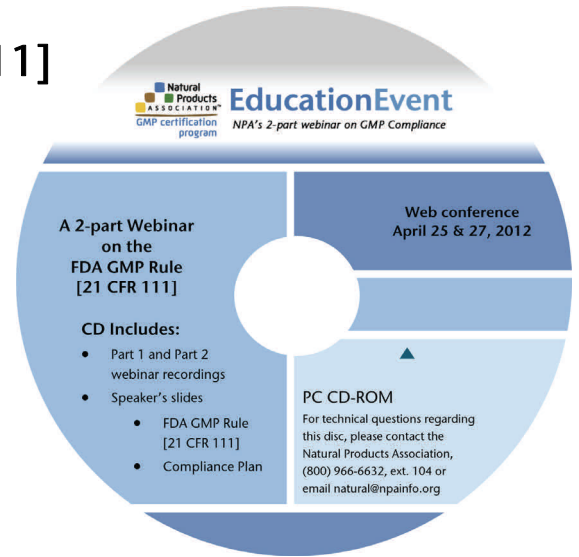 11]
Natural
Products
ASSOCIATION™
GMP certification
program
EducationEvent
NPA's 2-part webinar on GMP Compliance
A 2-part Webinar
on the
FDA GMP Rule
[21 CFR 111]
CD Includes:
• Part 1 and Part 2
webinar recordings
• Speaker's slides
• FDA GMP Rule
[21 CFR 111]
• Compliance Plan
Web conference
April 25 & 27, 2012
PC CD-ROM
For technical questions regarding
this disc, please contact the
Natural Products Association,
(800) 966-6632, ext. 104 or
email natural@npainfo.org